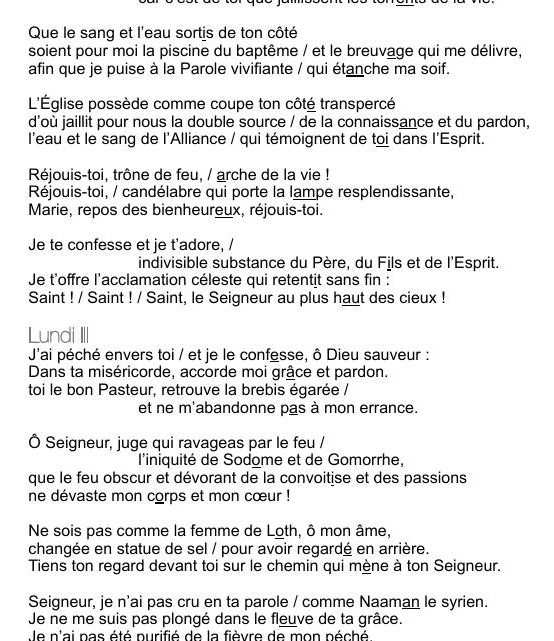 car c'est de toi que jaillissent les torrents de la vie.
Que le sang et l'eau sortis de ton côté
soient pour moi la piscine du baptême / et le breuvage qui me délivre,
afin que je puise à la Parole vivifiante / qui étanche ma soif.
L'Église possède comme coupe ton côté transpercé
d'où jaillit pour nous la double source / de la connaissance et du pardon,
l'eau et le sang de l'Alliance / qui témoignent de toi dans l'Esprit.
Réjouis-toi, trône de feu, / arche de la vie !
Réjouis-toi, / candélabre qui porte la lampe resplendissante,
Marie, repos des bienheureux, réjouis-toi.
Je te confesse et je t'adore, /
indivisible substance du Père, du Fils et de l'Esprit.
Je t'offre l'acclamation céleste qui retentit sans fin :
Saint ! / Saint ! / Saint, le Seigneur au plus haut des cieux !
Lundi III
J'ai péché envers toi / et je le confesse, ô Dieu sauveur :
Dans ta miséricorde, accorde moi grâce et pardon.
toi le bon Pasteur, retrouve la brebis égarée /
et ne m'abandonne pas à mon errance.
Ô Seigneur, juge qui ravageas par le feu /
l'iniquité de Sodome et de Gomorrhe,
que le feu obscur et dévorant de la convoitise et des passions
ne dévaste mon corps et mon cœur !
Ne sois pas comme la femme de Loth, ô mon âme,
changée en statue de sel / pour avoir regardé en arrière.
Tiens ton regard devant toi sur le chemin qui mène à ton Seigneur.
Seigneur, je n'ai pas cru en ta parole / comme Naaman le syrien.
Je ne me suis pas plongé dans le fleuve de ta grâce.
Je n'ai pas été purifié de la fièvre de mon péché.